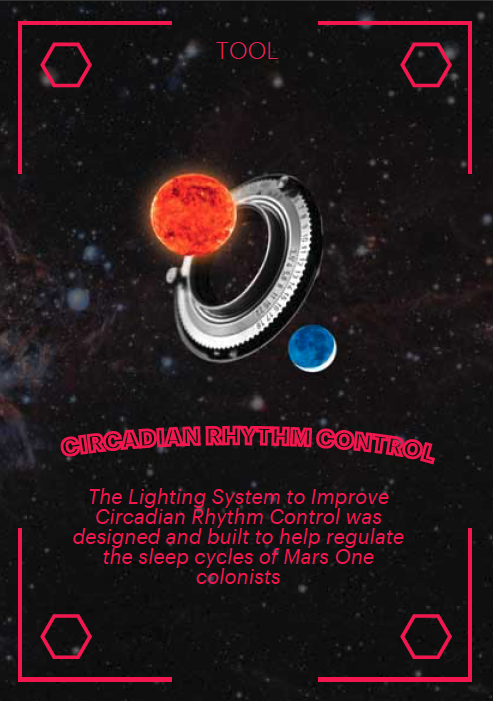 TOOL
CIRCADIAN RHYTHM CONTROL
The Lighting System to Improve
Circadian Rhythm Control was
designed and built to help regulate
the sleep cycles of Mars One
colonists